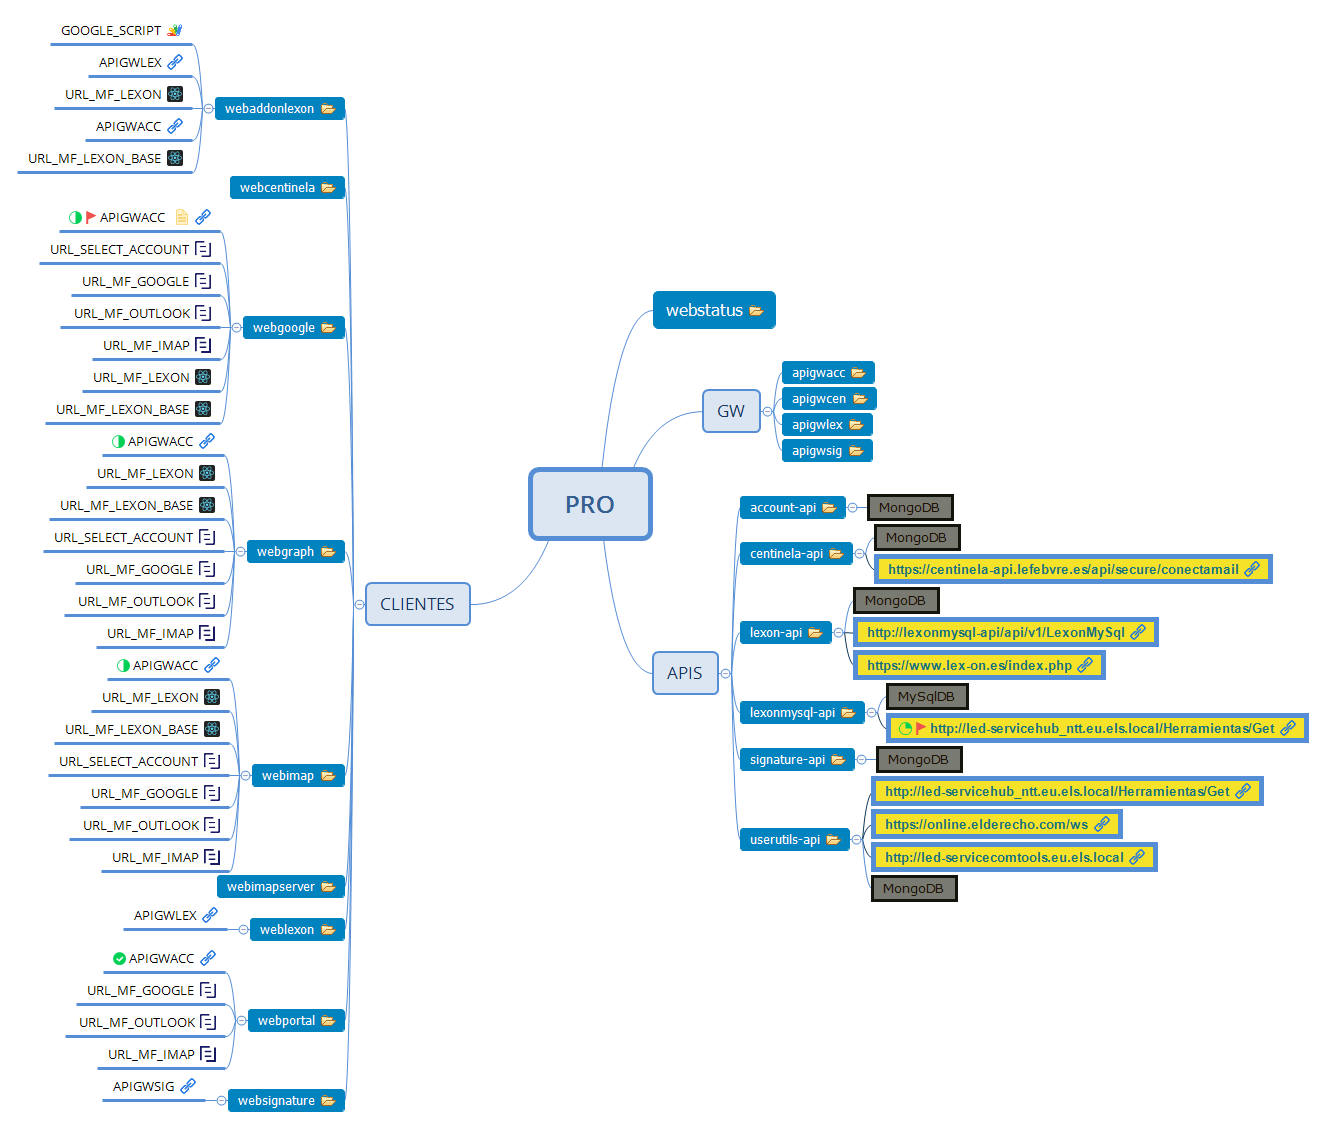 GOOGLE_SCRIPT
APIGWLEX
URL_MF_LEXON
APIGWACC
URL_MF_LEXON_BASE
webaddonlexon
webcentinela
APIGWACC
URL_SELECT_ACCOUNT
URL_MF_GOOGLE
URL_MF_OUTLOOK
URL_MF_IMAP
URL_MF_LEXON
URL_MF_LEXON_BASE
webgoogle
APIGWACC
URL_MF_LEXON
URL_MF_LEXON_BASE
URL_SELECT_ACCOUNT
URL_MF_GOOGLE
URL_MF_OUTLOOK
URL_MF_IMAP
webgraph
APIGWACC
URL_MF_LEXON
URL_MF_LEXON_BASE
URL_SELECT_ACCOUNT
URL_MF_GOOGLE
URL_MF_OUTLOOK
URL_MF_IMAP
webimap
webimapserver
APIGWLEX
weblexon
APIGWACC
URL_MF_GOOGLE
URL_MF_OUTLOOK
URL_MF_IMAP
webportal
APIGWSIG
websignature
CLIENTES
PRO
webstatus
GW
apigwacc
apigwcen
apigwlex
apigwsig
APIS
account-api
MongoDB
centinela-api
MongoDB
https://centinela-api.lefebvre.es/api/secure/conectamail
lexon-api
MongoDB
http://lexonmysql-api/api/v1/LexonMySql
https://www.lex-on.es/index.php
lexonmysql-api
MySqlDB
http://led-servicehub_ntt.eu.els.local/Herramientas/Get
signature-api
MongoDB
userutils-api
http://led-servicehub_ntt.eu.els.local/Herramientas/Get
https://online.elderecho.com/ws
http://led-servicecomtools.eu.els.local
MongoDB